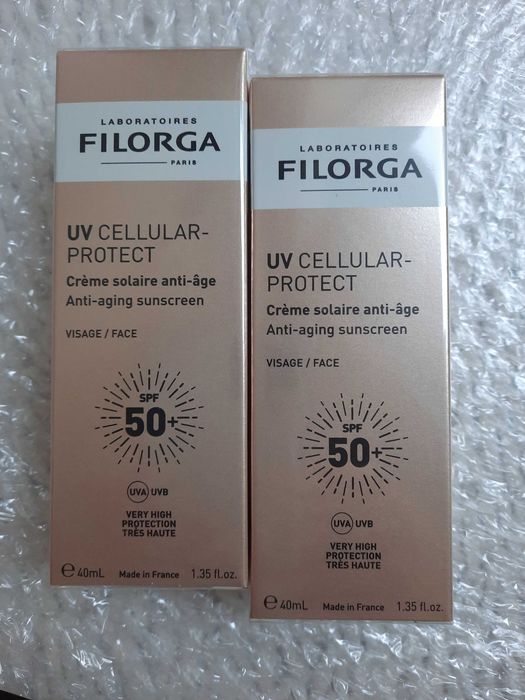 LABORATOIRES
FILORGA
PARIS
UV CELLULAR-
PROTECT
Crème solaire anti-âge
Anti-aging sunscreen
VISAGE / FACE
SPF
50+
UVA UVB
VERY HIGH
PROTECTION
TRÈS HAUTE
e 40mL Made in France 1.35 fl.oz.
LABORATOIRES
FILORGA
PARIS
UV CELLULAR-
PROTECT
Crème solaire anti-âge
Anti-aging sunscreen
VISAGE / FACE
SPF
50+
UVA UVB
VERY HIGH
PROTECTION
TRÈS HAUTE
e 40mL Made in France 1.35 fl.oz.